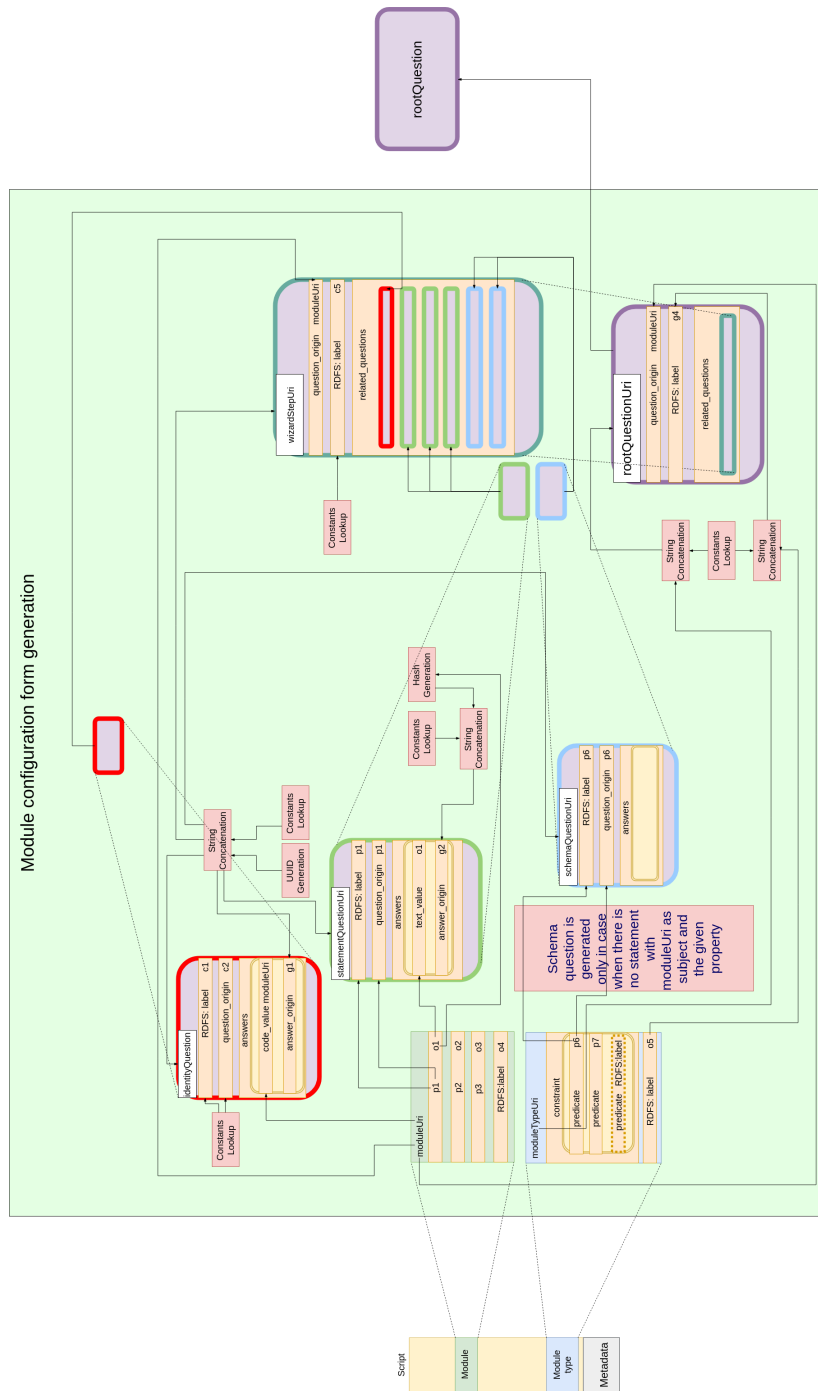 Module configuration form generation
rootQuestion
identityQuestion
RDFS: label c1
question_origin c2
answers
code_value moduleUri
answer_origin g1
Constants
Lookup
String
Concatenation
UUID
Generation
Constants
Lookup
statementQuestionUri
RDFS: label p1
question_origin p1
answers
text_value o1
answer_origin g2
Constants
Lookup
Hash
Generation
String
Concatenation
wizardStepUri
question_origin moduleUri
RDFS: label c5
related_questions
Constants
Lookup
moduleUri
p1 o1
p2 o2
p3 o3
RDFS:label o4
moduleTypeUri
constraint
predicate p6
predicate p7
predicate RDFS:label
RDFS: label o5
Schema
question is
generated
only in case
when there is
no statement
with
moduleUri as
subject and
the given
property
schemaQuestionUri
RDFS: label p6
question_origin p6
answers
String
Concatenation
Constants
Lookup
String
Concatenation
rootQuestionUri
question_origin moduleUri
RDFS: label g4
related_questions
Script
Module
Module
type
Metadata